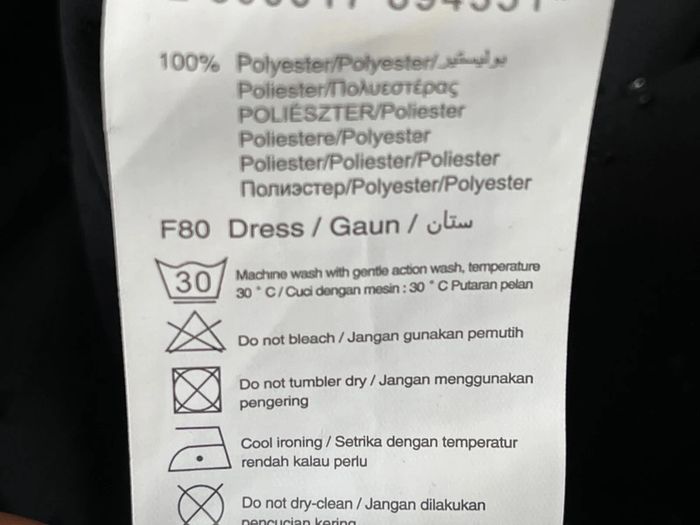 100% Polyester/Polyester/بوليستير
Poliester/Πολυεστέρας
POLIÉSZTER/Poliester
Poliestere/Polyester
Poliester/Poliester/Poliester
Полиэстер/Polyester/Polyester
F80 Dress / Gaun / ستان
30
Machine wash with gentle action wash, temperature
30 ° C / Cuci dengan mesin : 30 ° C Putaran pelan
Do not bleach / Jangan gunakan pemutih
Do not tumbler dry / Jangan menggunakan
pengering
Cool ironing / Setrika dengan temperatur
rendah kalau perlu
Do not dry-clean / Jangan dilakukan
pencucian kering